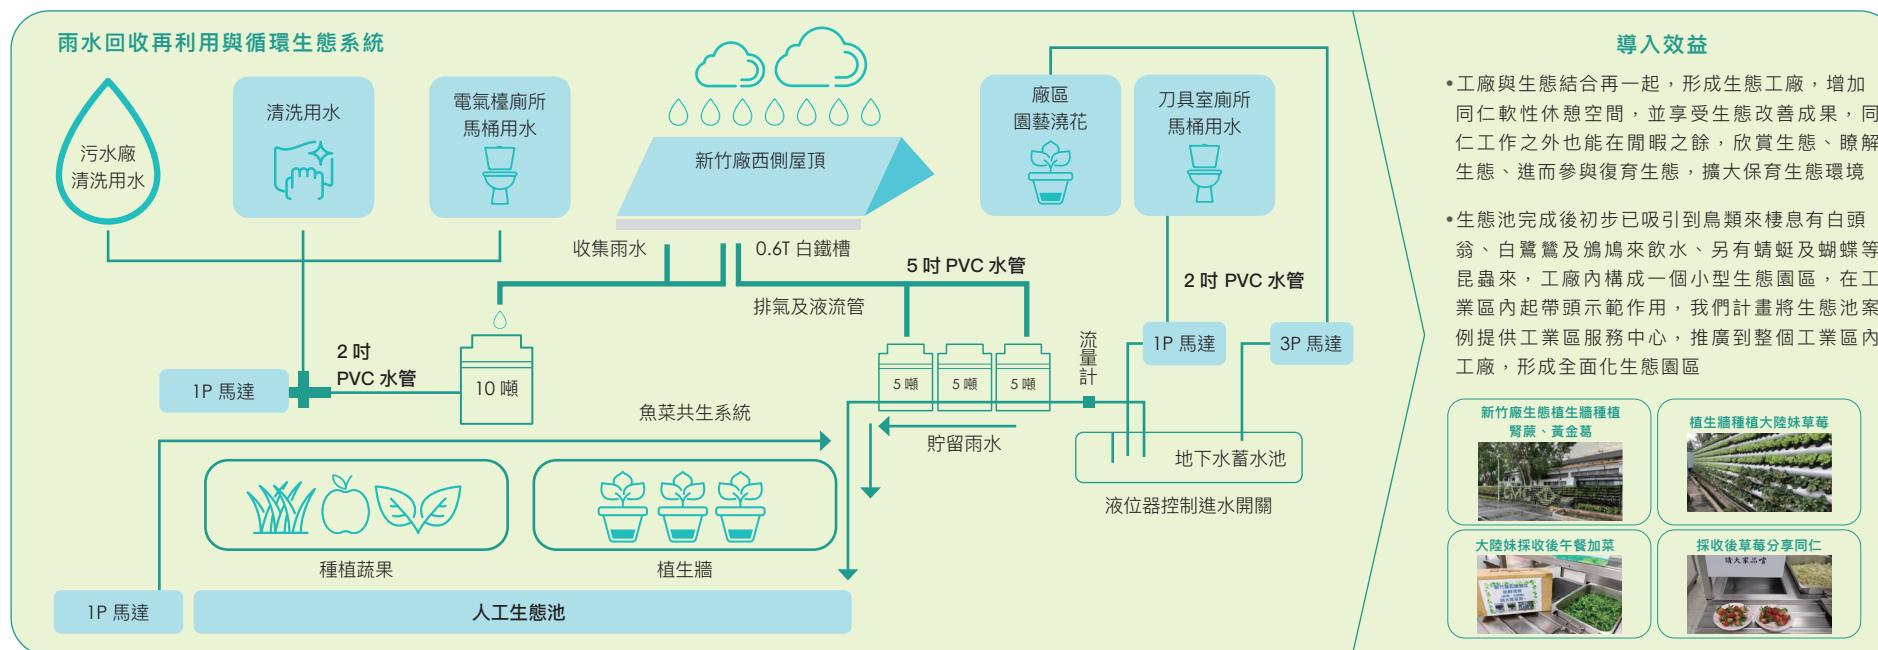 雨水回收再利用與循環生態系統
污水廠
清洗用水
清洗用水
電氣檯廁所
馬桶用水
新竹廠西側屋頂
廠區
園藝澆花
刀具室廁所
馬桶用水
收集雨水
0.6T 白鐵槽
5 吋 PVC 水管
排氣及液流管
2 吋 PVC 水管
1P 馬達
3P 馬達
流量計
2 吋
PVC 水管
1P 馬達
10 噸
5 噸
5 噸
5 噸
魚菜共生系統
貯留雨水
地下水蓄水池
液位器控制進水開關
種植蔬果
植生牆
1P 馬達
人工生態池
導入效益
•工廠與生態結合再一起，形成生態工廠，增加
同仁軟性休憩空間，並享受生態改善成果，同
仁工作之外也能在閒暇之餘，欣賞生態、瞭解
生態、進而參與復育生態，擴大保育生態環境
•生態池完成後初步已吸引到鳥類來棲息有白頭
翁、白鷺鷥及鴉鳩來飲水、另有蜻蜓及蝴蝶等
昆蟲來，工廠內構成一個小型生態園區，在工
業區內起帶頭示範作用，我們計畫將生態池案
例提供工業區服務中心，推廣到整個工業區內
工廠，形成全面化生態園區
新竹廠生態植生牆種植
腎蕨、黃金葛
植生牆種植大陸妹草莓
大陸妹採收後午餐加菜
採收後草莓分享同仁
請大家品嚐